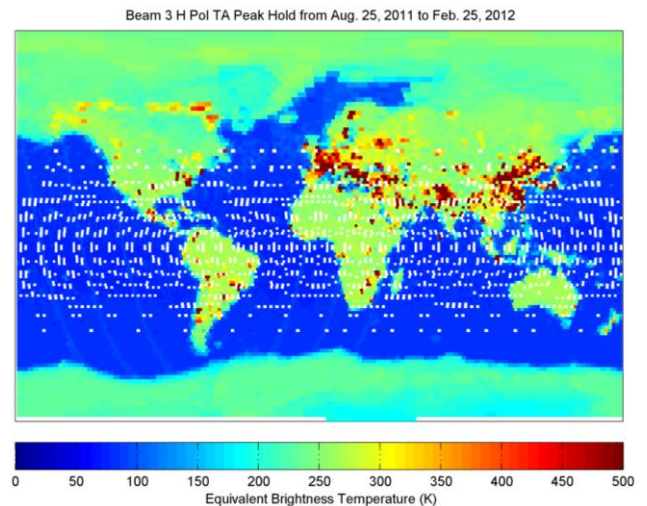 Beam 3 H Pol TA Peak Hold from Aug. 25, 2011 to Feb. 25, 2012
0 50 100 150 200 250 300 350 400 450 500
Equivalent Brightness Temperature (K)